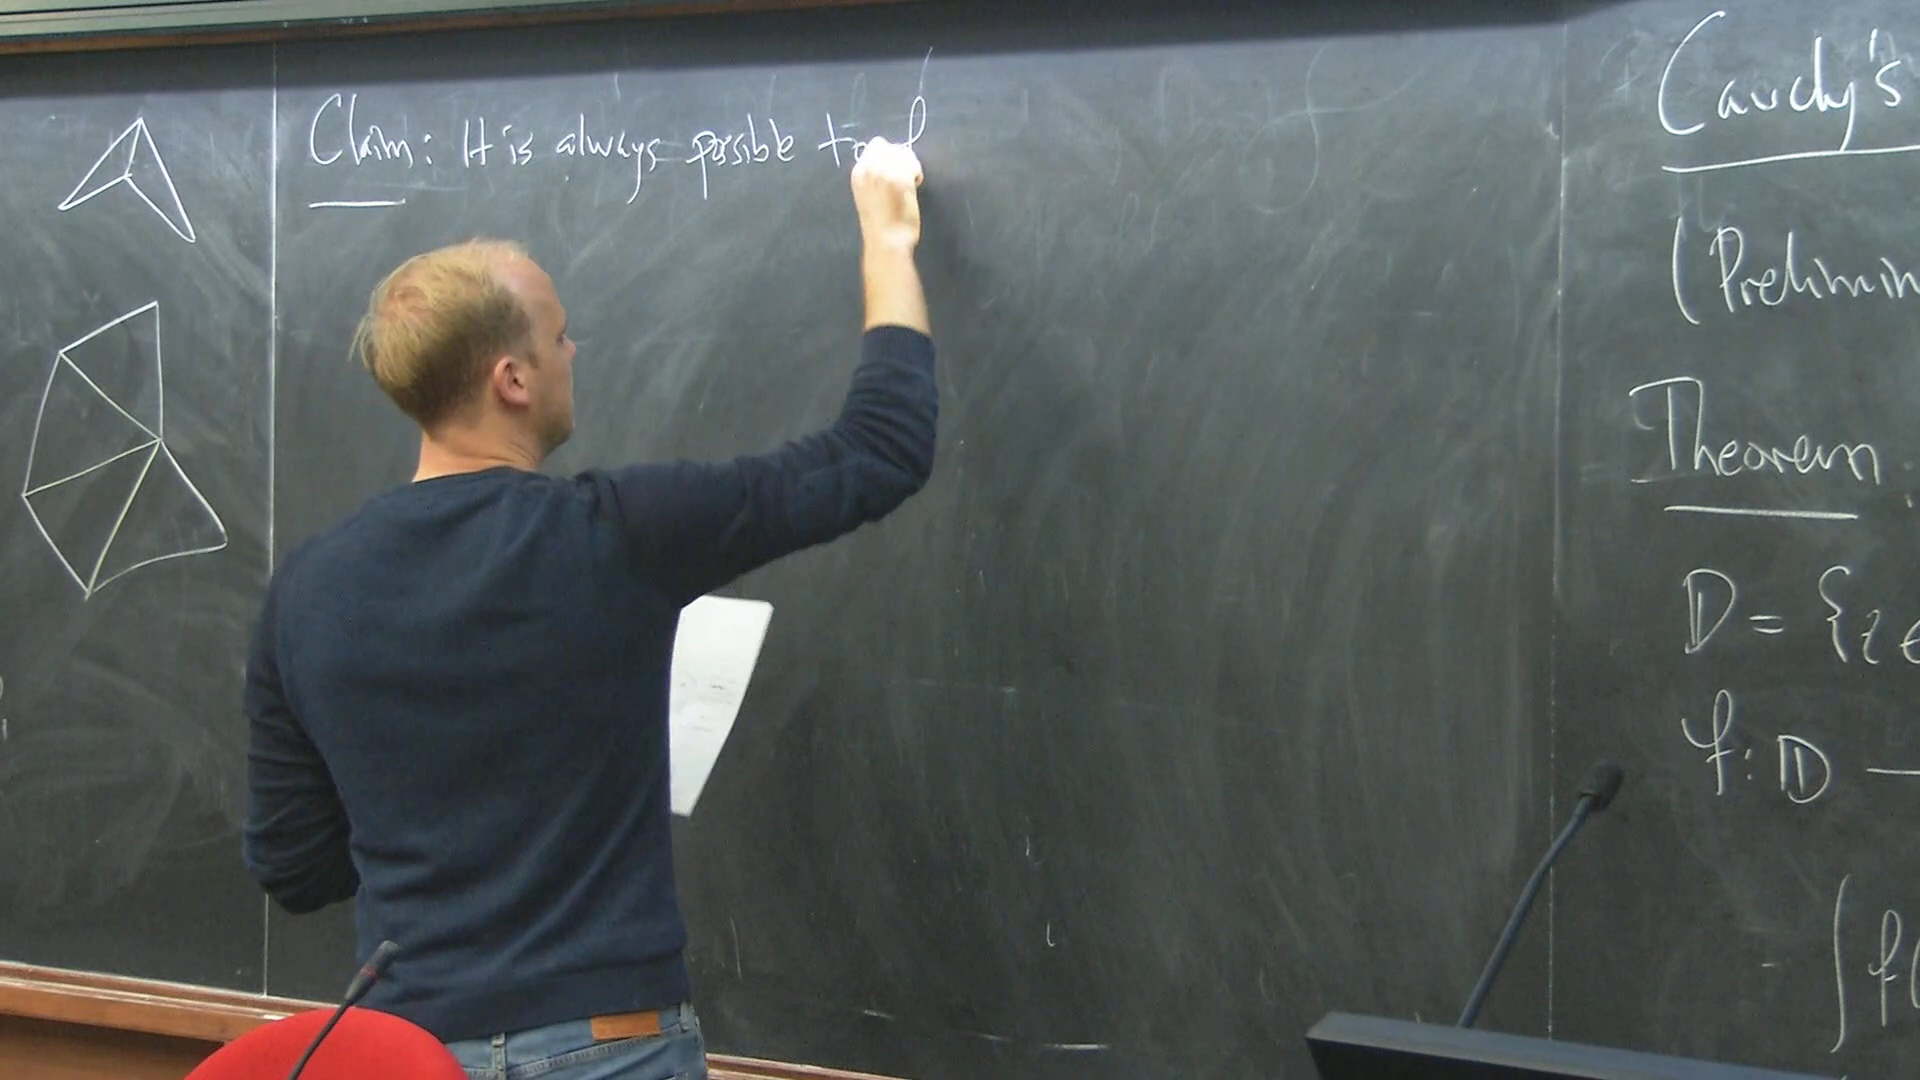 Claim: It is always possible to f
Cauchy's
(Prelimin
Theorem:
D = {z ∈
f: D —
∫ f(